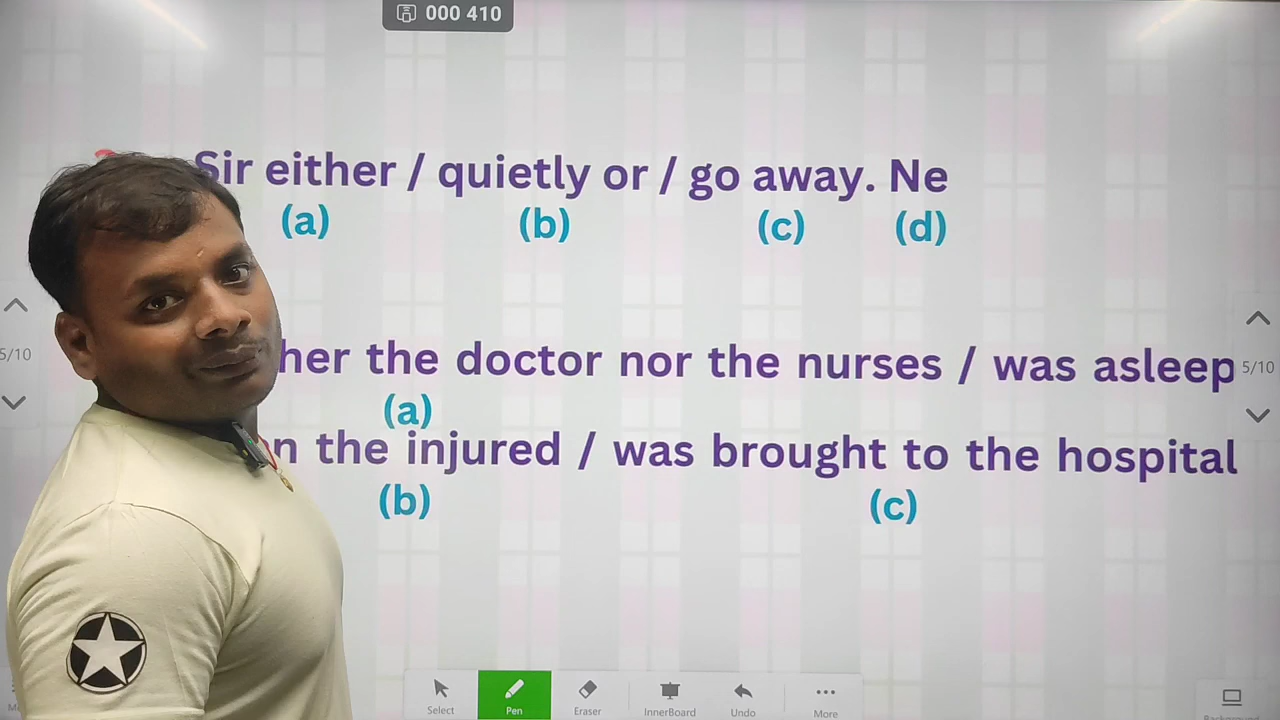 000 410
Sir either / quietly or / go away. Ne
(a) (b) (c) (d)
her the doctor nor the nurses / was asleep
(a)
n the injured / was brought to the hospital
(b) (c)
5/10
5/10
Select Pen Eraser InnerBoard Undo More
Background